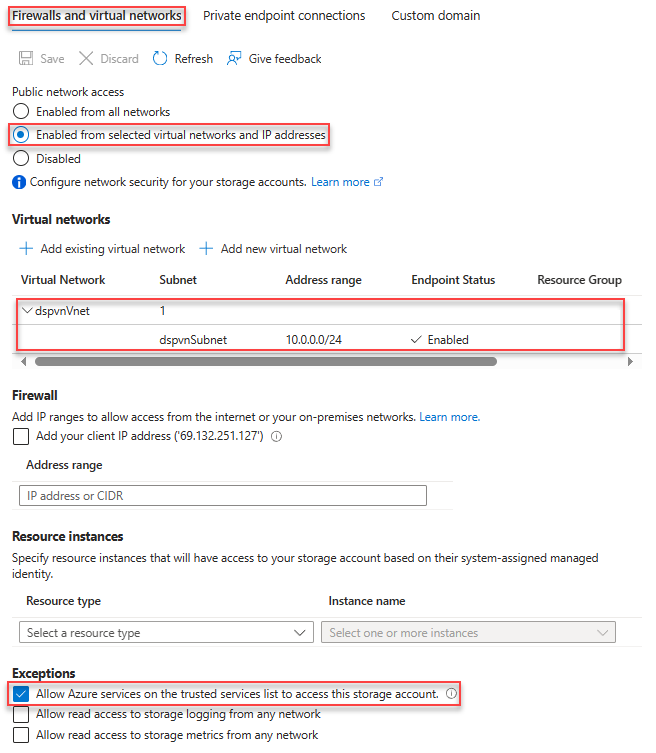 Firewalls and virtual networks Private endpoint connections Custom domain
Save Discard Refresh Give feedback
Public network access
Enabled from all networks
Enabled from selected virtual networks and IP addresses
Disabled
Configure network security for your storage accounts. Learn more
Virtual networks
Add existing virtual network Add new virtual network
Virtual Network Subnet Address range Endpoint Status Resource Group
dspvnVnet 1
dspvnSubnet 10.0.0.0/24 Enabled
Firewall
Add IP ranges to allow access from the internet or your on-premises networks. Learn more.
Add your client IP address ('69.132.251.127')
Address range
IP address or CIDR
Resource instances
Specify resource instances that will have access to your storage account based on their system-assigned managed
identity.
Resource type Instance name
Select a resource type Select one or more instances
Exceptions
Allow Azure services on the trusted services list to access this storage account.
Allow read access to storage logging from any network
Allow read access to storage metrics from any network